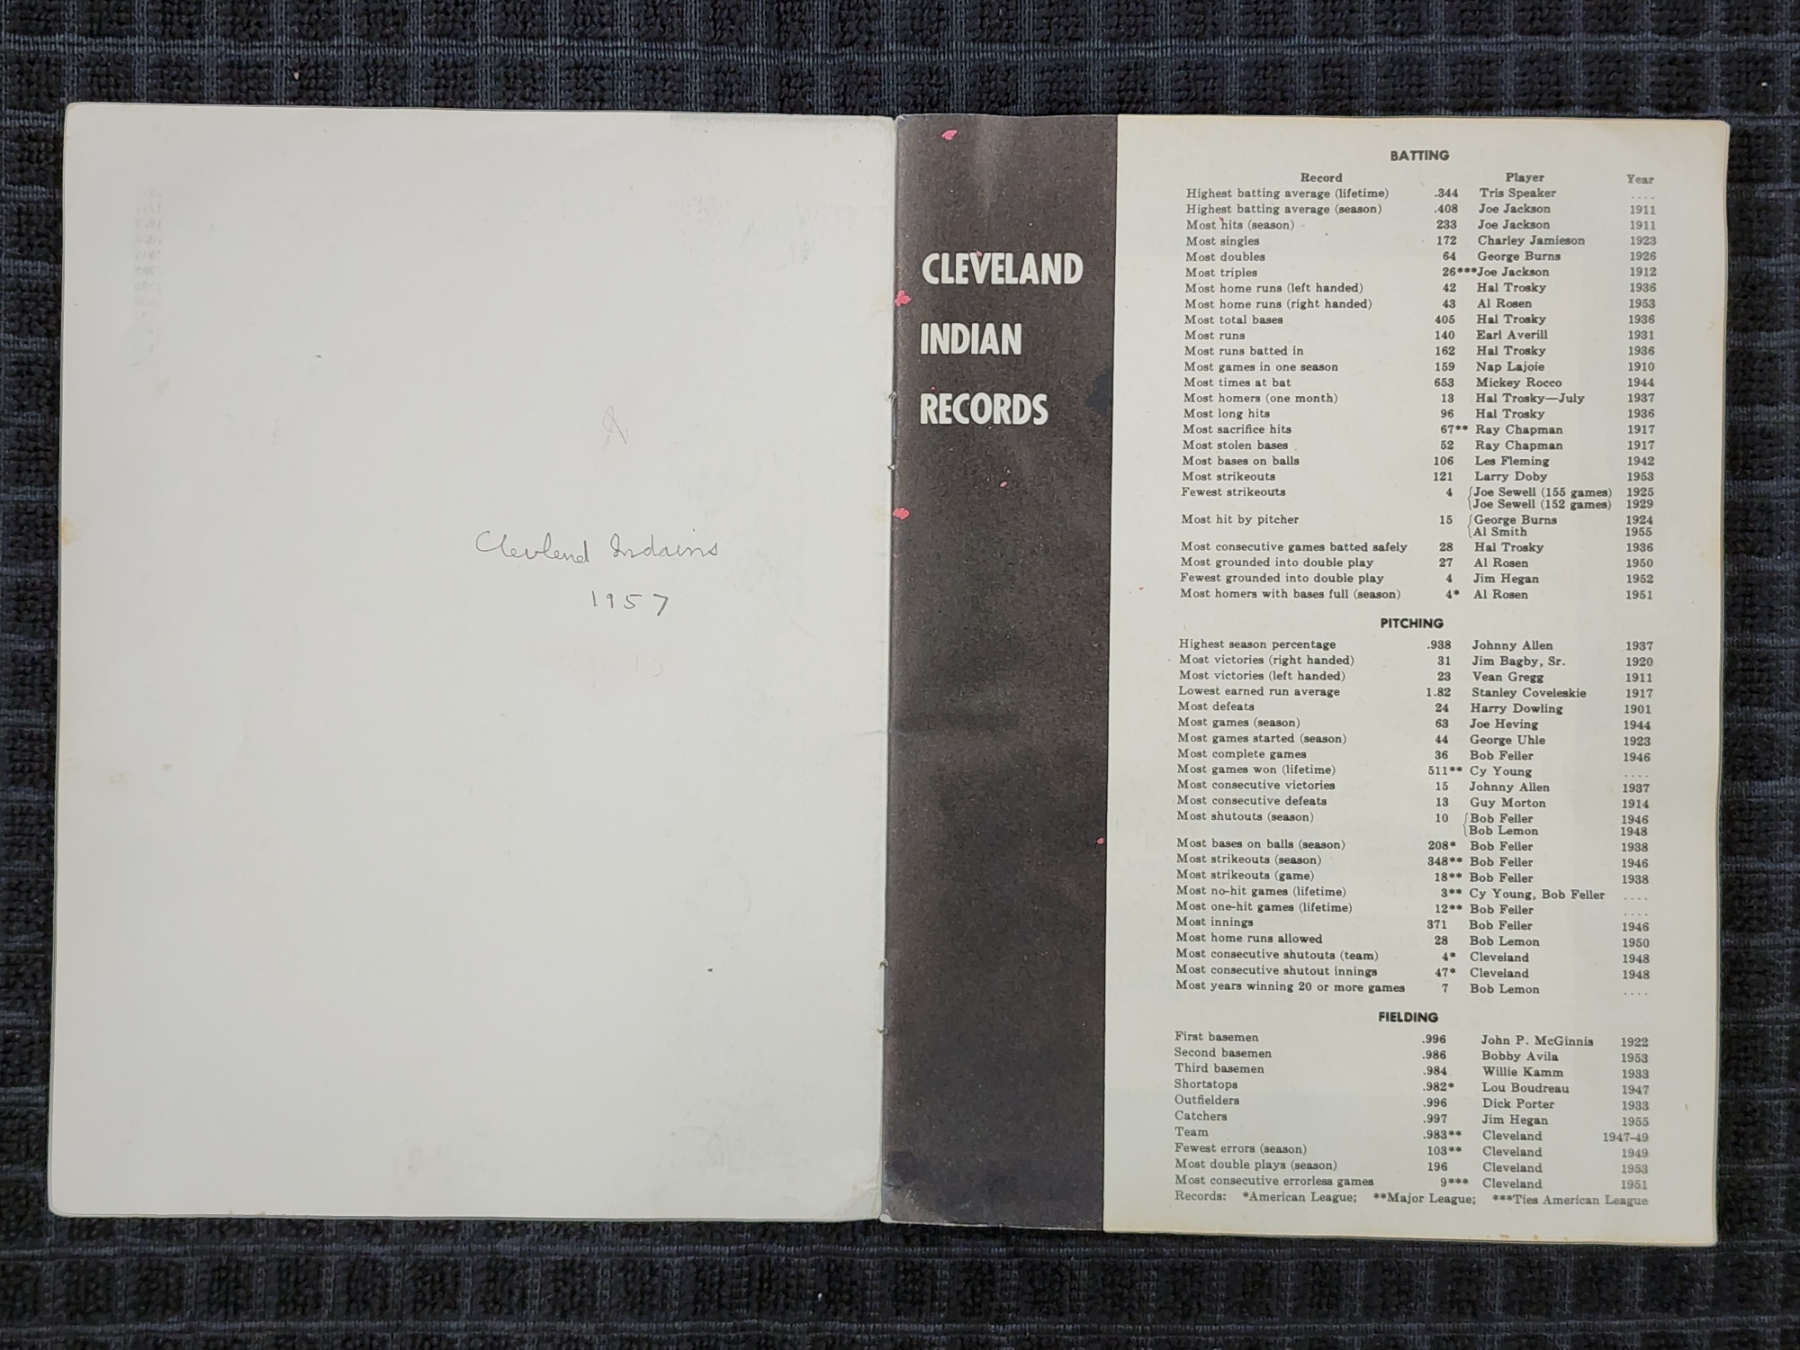 Clevlend Indains
1957
CLEVELAND
INDIAN
RECORDS
BATTING
Record Player Year
Highest batting average (lifetime) .344 Tris Speaker ....
Highest batting average (season) .408 Joe Jackson 1911
Most hits (season) 233 Joe Jackson 1911
Most singles 172 Charley Jamieson 1923
Most doubles 64 George Burns 1926
Most triples 26***Joe Jackson 1912
Most home runs (left handed) 42 Hal Trosky 1936
Most home runs (right handed) 43 Al Rosen 1953
Most total bases 405 Hal Trosky 1936
Most runs 140 Earl Averill 1931
Most runs batted in 162 Hal Trosky 1936
Most games in one season 159 Nap Lajoie 1910
Most times at bat 653 Mickey Rocco 1944
Most homers (one month) 13 Hal Trosky—July 1937
Most long hits 96 Hal Trosky 1936
Most sacrifice hits 67** Ray Chapman 1917
Most stolen bases 52 Ray Chapman 1917
Most bases on balls 106 Les Fleming 1942
Most strikeouts 121 Larry Doby 1953
Fewest strikeouts 4 {Joe Sewell (155 games) 1925
{Joe Sewell (152 games) 1929
Most hit by pitcher 15 {George Burns 1924
{Al Smith 1955
Most consecutive games batted safely 28 Hal Trosky 1936
Most grounded into double play 27 Al Rosen 1950
Fewest grounded into double play 4 Jim Hegan 1952
Most homers with bases full (season) 4* Al Rosen 1951
PITCHING
Highest season percentage .938 Johnny Allen 1937
Most victories (right handed) 31 Jim Bagby, Sr. 1920
Most victories (left handed) 23 Vean Gregg 1911
Lowest earned run average 1.82 Stanley Coveleskie 1917
Most defeats 24 Harry Dowling 1901
Most games (season) 63 Joe Heving 1944
Most games started (season) 44 George Uhle 1923
Most complete games 36 Bob Feller 1946
Most games won (lifetime) 511** Cy Young ....
Most consecutive victories 15 Johnny Allen 1937
Most consecutive defeats 13 Guy Morton 1914
Most shutouts (season) 10 {Bob Feller 1946
{Bob Lemon 1948
Most bases on balls (season) 208* Bob Feller 1938
Most strikeouts (season) 348** Bob Feller 1946
Most strikeouts (game) 18** Bob Feller 1938
Most no-hit games (lifetime) 3** Cy Young, Bob Feller ....
Most one-hit games (lifetime) 12** Bob Feller ....
Most innings 371 Bob Feller 1946
Most home runs allowed 28 Bob Lemon 1950
Most consecutive shutouts (team) 4* Cleveland 1948
Most consecutive shutout innings 47* Cleveland 1948
Most years winning 20 or more games 7 Bob Lemon ....
FIELDING
First basemen .996 John P. McGinnis 1922
Second basemen .986 Bobby Avila 1953
Third basemen .984 Willie Kamm 1933
Shortstops .982* Lou Boudreau 1947
Outfielders .996 Dick Porter 1933
Catchers .997 Jim Hegan 1955
Team .983** Cleveland 1947-49
Fewest errors (season) 103** Cleveland 1949
Most double plays (season) 196 Cleveland 1953
Most consecutive errorless games 9*** Cleveland 1951
Records: *American League; **Major League; ***Ties American League